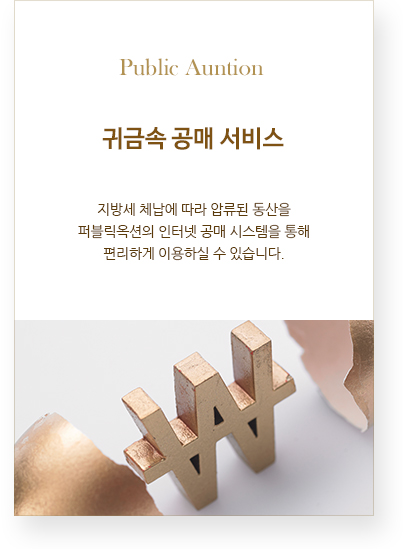 Public Auntion
귀금속 공매 서비스
지방세 체납에 따라 압류된 동산을
퍼블릭옥션의 인터넷 공매 시스템을 통해
편리하게 이용하실 수 있습니다.